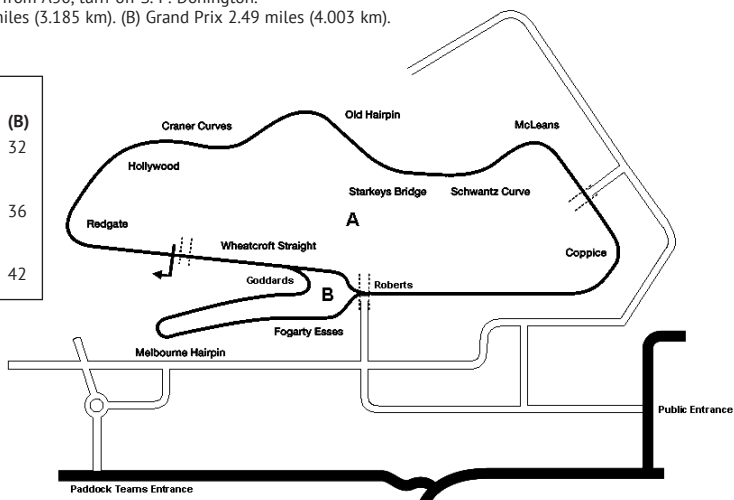 from A50, turn off S. P. Donington.
miles (3.185 km). (B) Grand Prix 2.49 miles (4.003 km).
(B)
32
36
42
Old Hairpin
Craner Curves
McLeans
Hollywood
Starkeys Bridge
Schwantz Curve
A
Redgate
Wheatcroft Straight
Coppice
Goddards
B
Roberts
Fogarty Esses
Melbourne Hairpin
Public Entrance
Paddock Teams Entrance